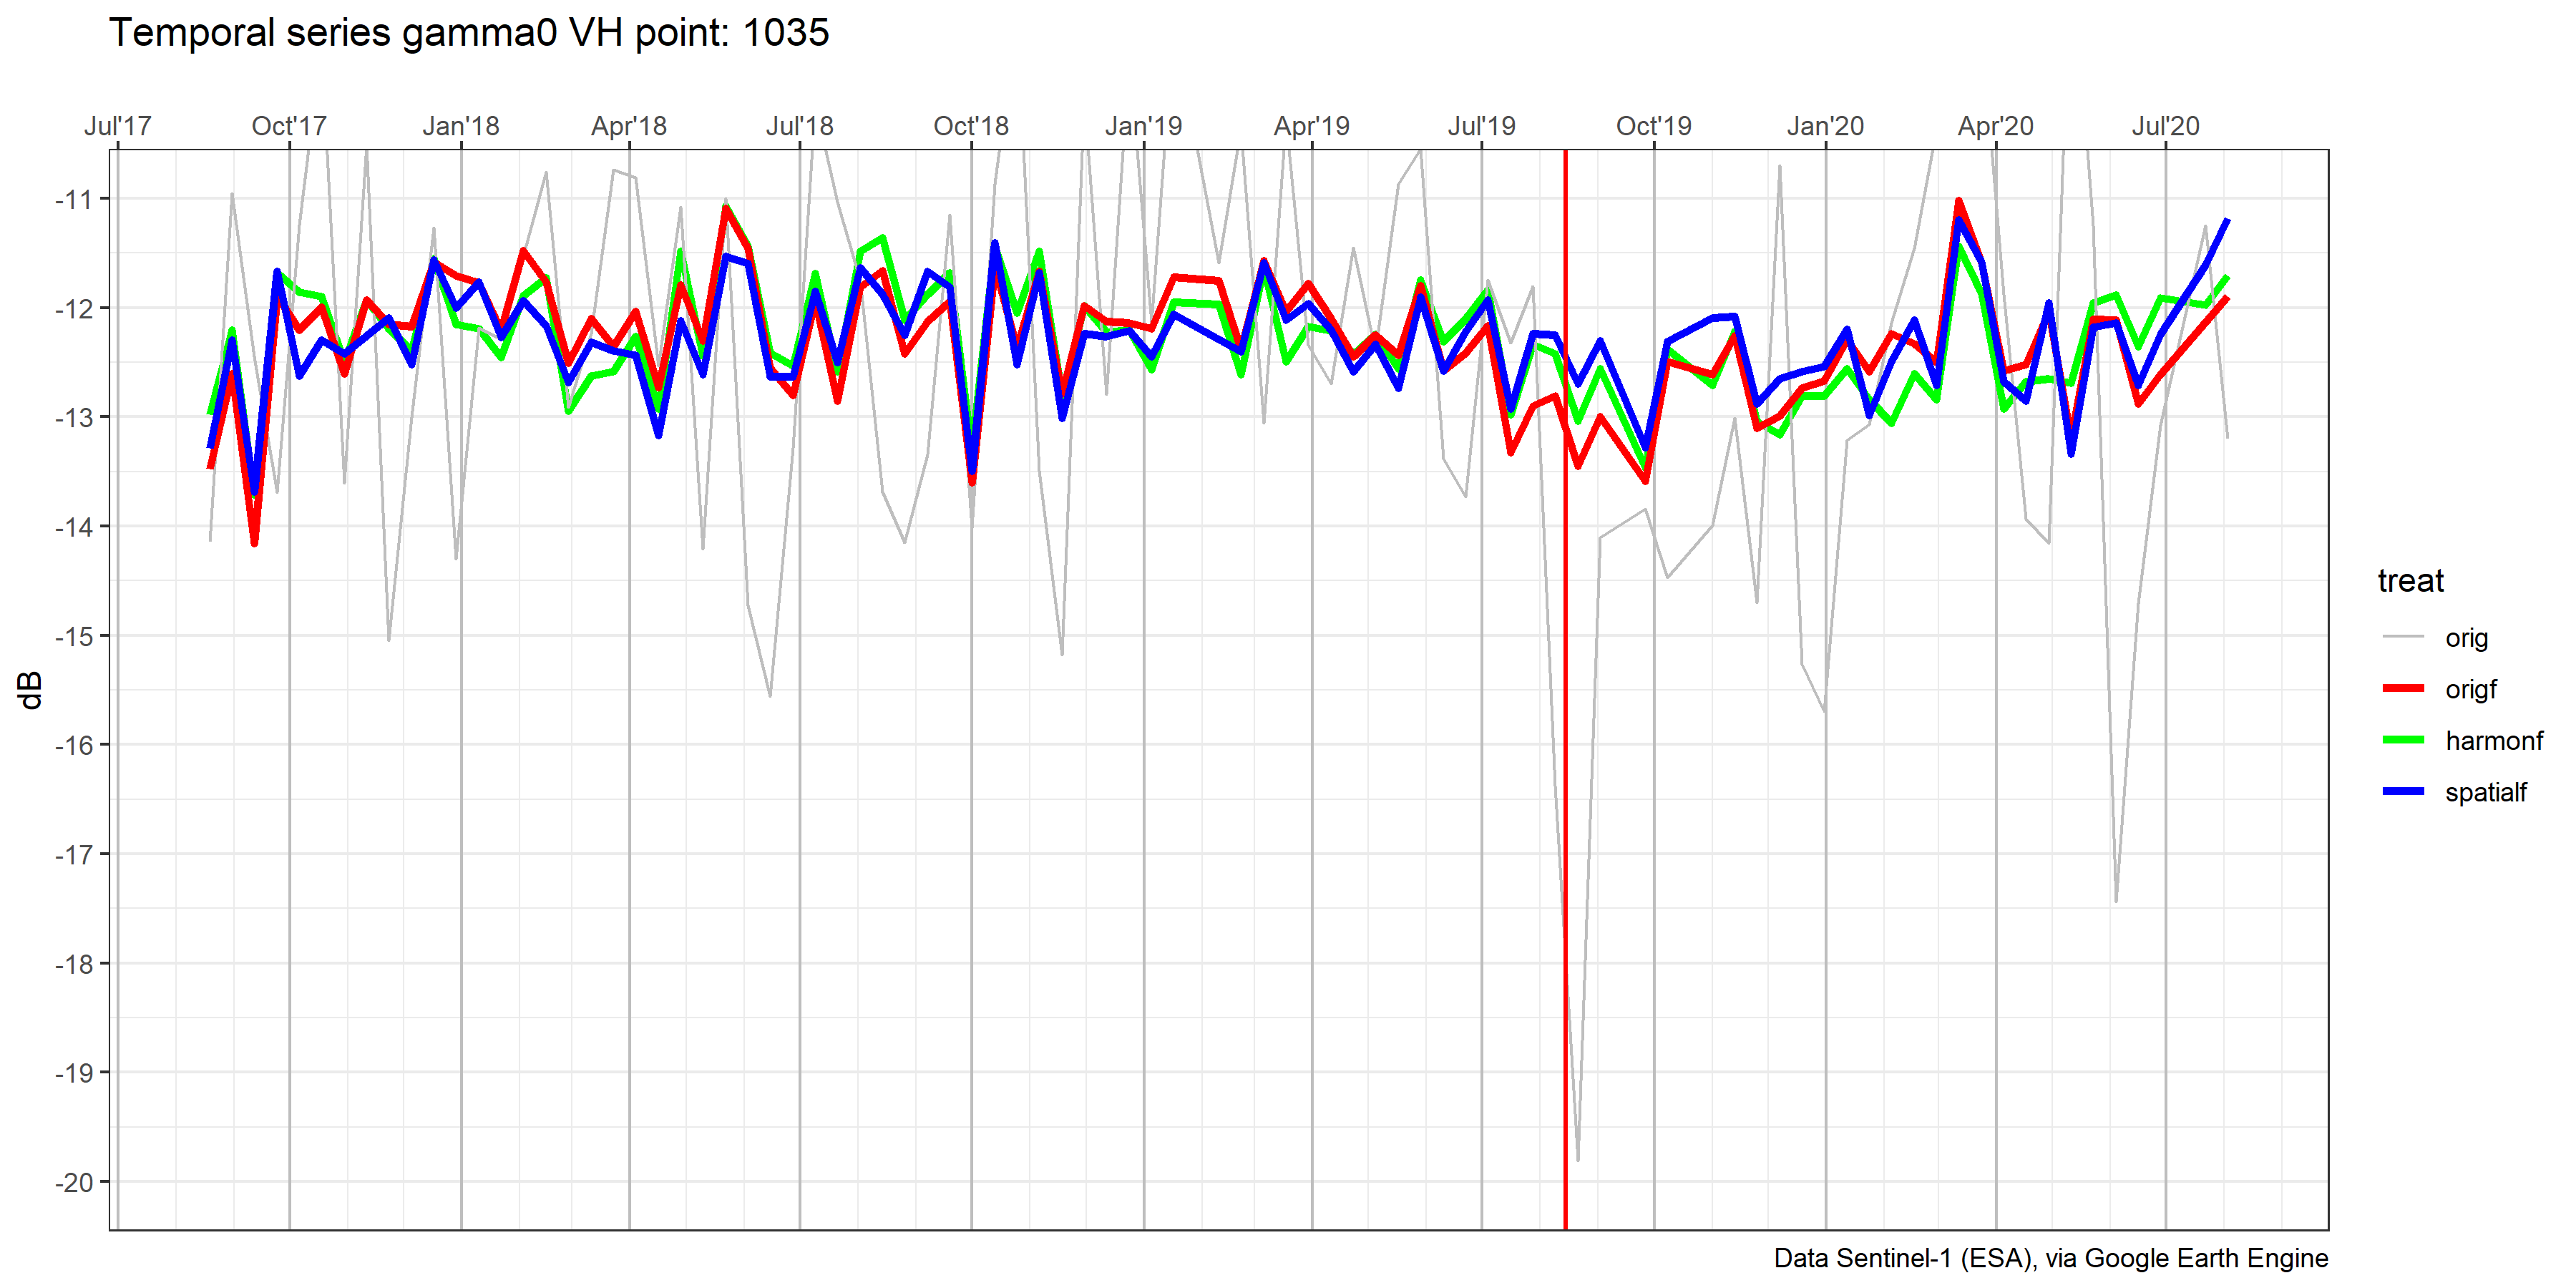 Temporal series gamma0 VH point: 1035
Jul'17 Oct'17 Jan'18 Apr'18 Jul'18 Oct'18 Jan'19 Apr'19 Jul'19 Oct'19 Jan'20 Apr'20 Jul'20
-11
-12
-13
-14
-15
-16
-17
-18
-19
-20
dB
treat
orig
origf
harmonf
spatialf
Data Sentinel-1 (ESA), via Google Earth Engine